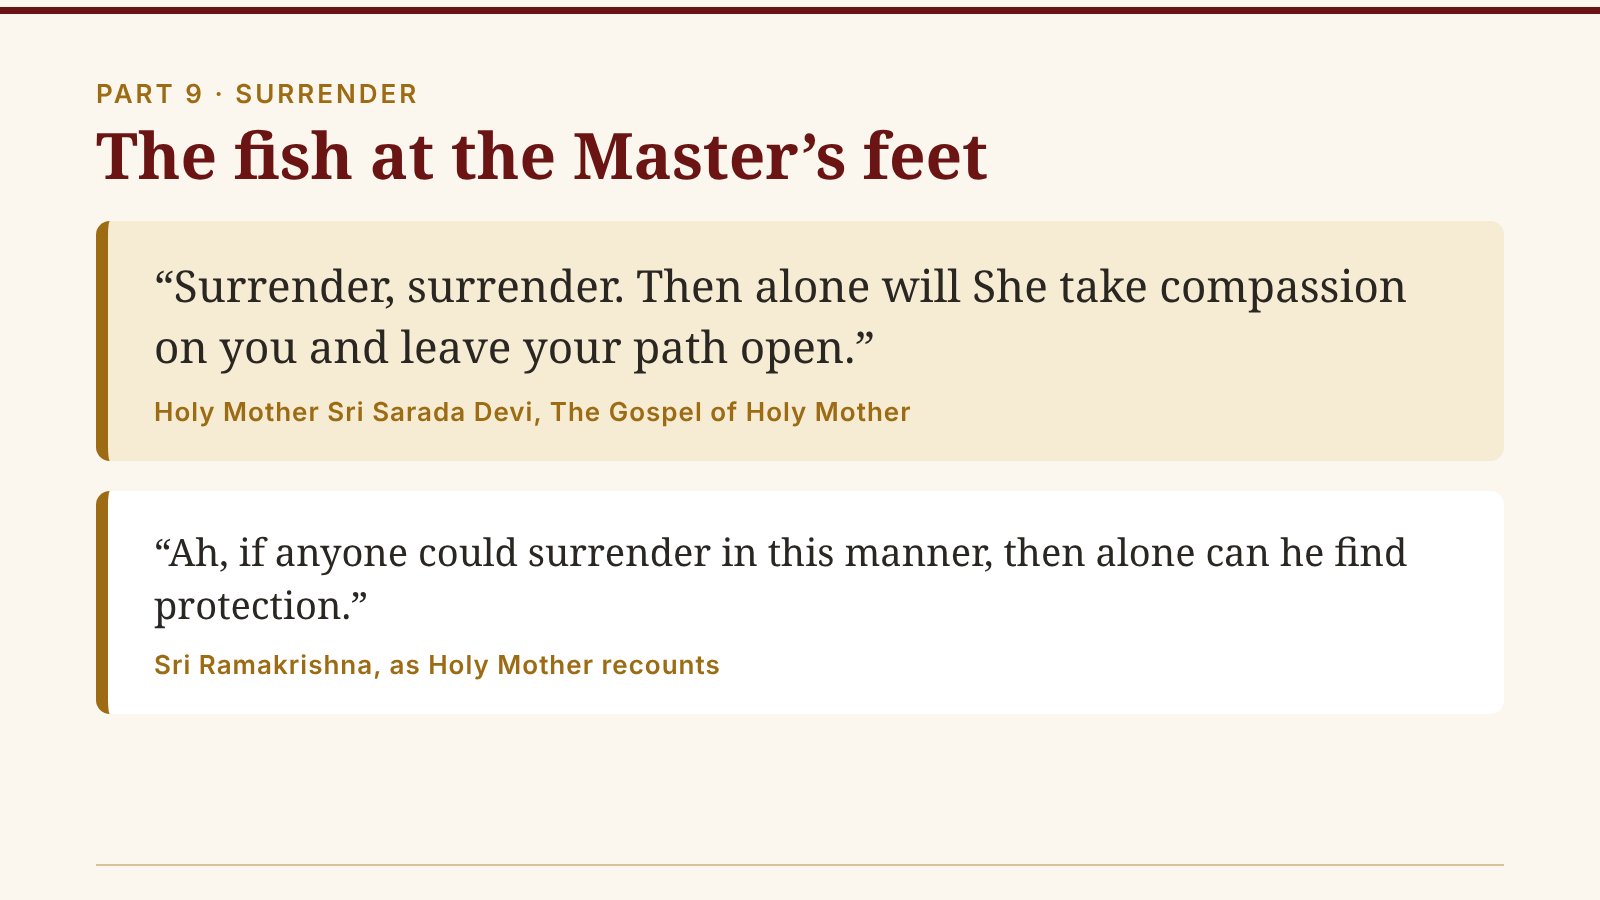 PART 9 · SURRENDER
The fish at the Master’s feet
“Surrender, surrender. Then alone will She take compassion
on you and leave your path open.”
Holy Mother Sri Sarada Devi, The Gospel of Holy Mother
“Ah, if anyone could surrender in this manner, then alone can he find
protection.”
Sri Ramakrishna, as Holy Mother recounts